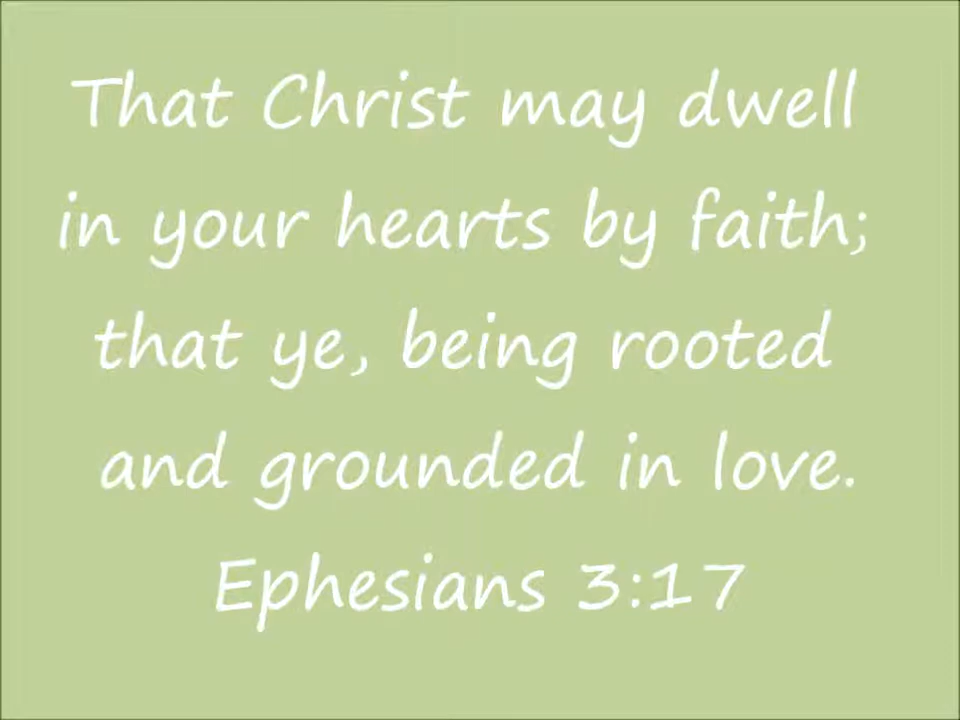 That Christ may dwell
in your hearts by faith;
that ye, being rooted
and grounded in love.
Ephesians 3:17